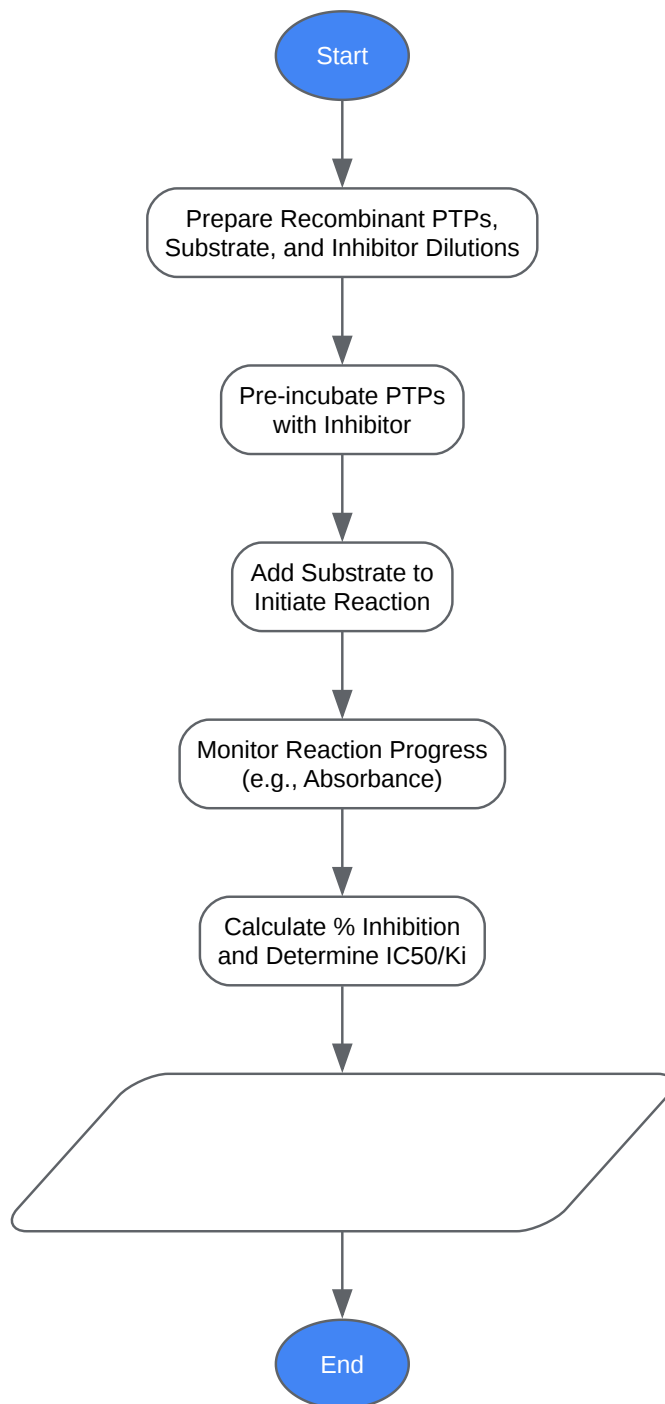 Start
Prepare Recombinant PTPs,
Substrate, and Inhibitor Dilutions
Pre-incubate PTPs
with Inhibitor
Add Substrate to
Initiate Reaction
Monitor Reaction Progress
(e.g., Absorbance)
Calculate % Inhibition
and Determine IC50/Ki
End